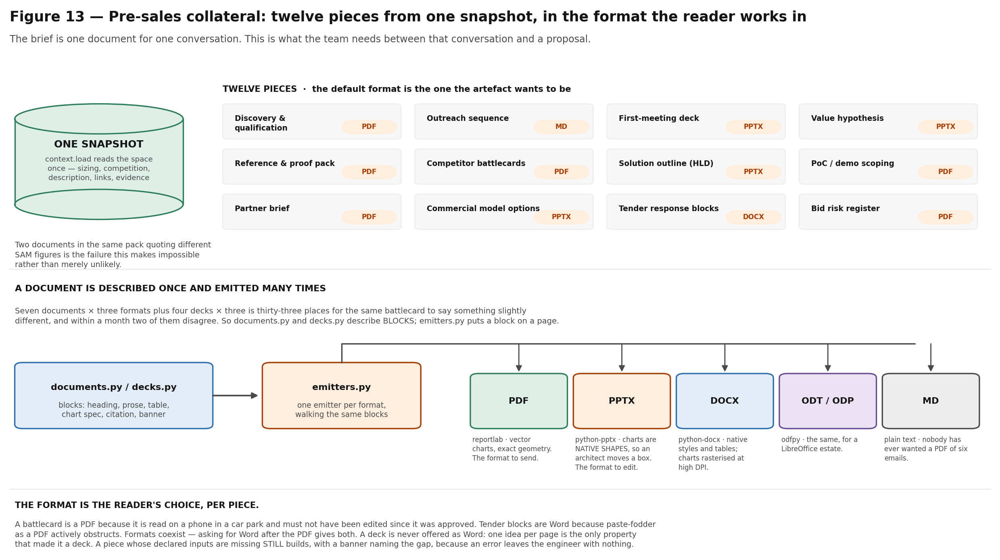 Figure 13 — Pre-sales collateral: twelve pieces from one snapshot, in the format the reader works in
The brief is one document for one conversation. This is what the team needs between that conversation and a proposal.
TWELVE PIECES · the default format is the one the artefact wants to be
ONE SNAPSHOT
context.load reads the space
once — sizing, competition,
description, links, evidence
Discovery &
qualification
PDF
Outreach sequence
MD
First-meeting deck
PPTX
Value hypothesis
PPTX
Reference & proof pack
PDF
Competitor battlecards
PDF
Solution outline (HLD)
PPTX
PoC / demo scoping
PDF
Partner brief
PDF
Commercial model options
PPTX
Tender response blocks
DOCX
Bid risk register
PDF
Two documents in the same pack quoting different
SAM figures is the failure this makes impossible
rather than merely unlikely.
A DOCUMENT IS DESCRIBED ONCE AND EMITTED MANY TIMES
Seven documents × three formats plus four decks × three is thirty-three places for the same battlecard to say something slightly
different, and within a month two of them disagree. So documents.py and decks.py describe BLOCKS; emitters.py puts a block on a page.
documents.py / decks.py
blocks: heading, prose, table,
chart spec, citation, banner
emitters.py
one emitter per format,
walking the same blocks
PDF
reportlab · vector
charts, exact geometry.
The format to send.
PPTX
python-pptx · charts are
NATIVE SHAPES, so an
architect moves a box.
The format to edit.
DOCX
python-docx · native
styles and tables;
charts rasterised at
high DPI.
ODT / ODP
odfpy · the same, for a
LibreOffice estate.
MD
plain text · nobody has
ever wanted a PDF of six
emails.
THE FORMAT IS THE READER'S CHOICE, PER PIECE.
A battlecard is a PDF because it is read on a phone in a car park and must not have been edited since it was approved. Tender blocks are Word because paste-fodder
as a PDF actively obstructs. Formats coexist — asking for Word after the PDF gives both. A deck is never offered as Word: one idea per page is the only property
that made it a deck. A piece whose declared inputs are missing STILL builds, with a banner naming the gap, because an error leaves the engineer with nothing.